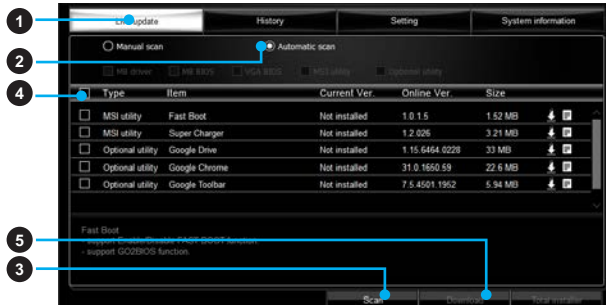 1
Live update History Setting System information
Manual scan Automatic scan
2
MB driver MB BIOS VGA BIOS MSI utility Optional utility
4
Type Item Current Ver. Online Ver. Size
MSI utility Fast Boot Not installed 1.0.1.5 1.52 MB
MSI utility Super Charger Not installed 1.2.026 3.21 MB
Optional utility Google Drive Not installed 1.15.6464.0228 33 MB
Optional utility Google Chrome Not installed 31.0.1650.59 22.6 MB
Optional utility Google Toolbar Not installed 7.5.4501.1952 5.94 MB
Fast Boot
5
- support Enable/Disable FAST BOOT function.
- support GO2BIOS function.
3
Scan Download Total installer